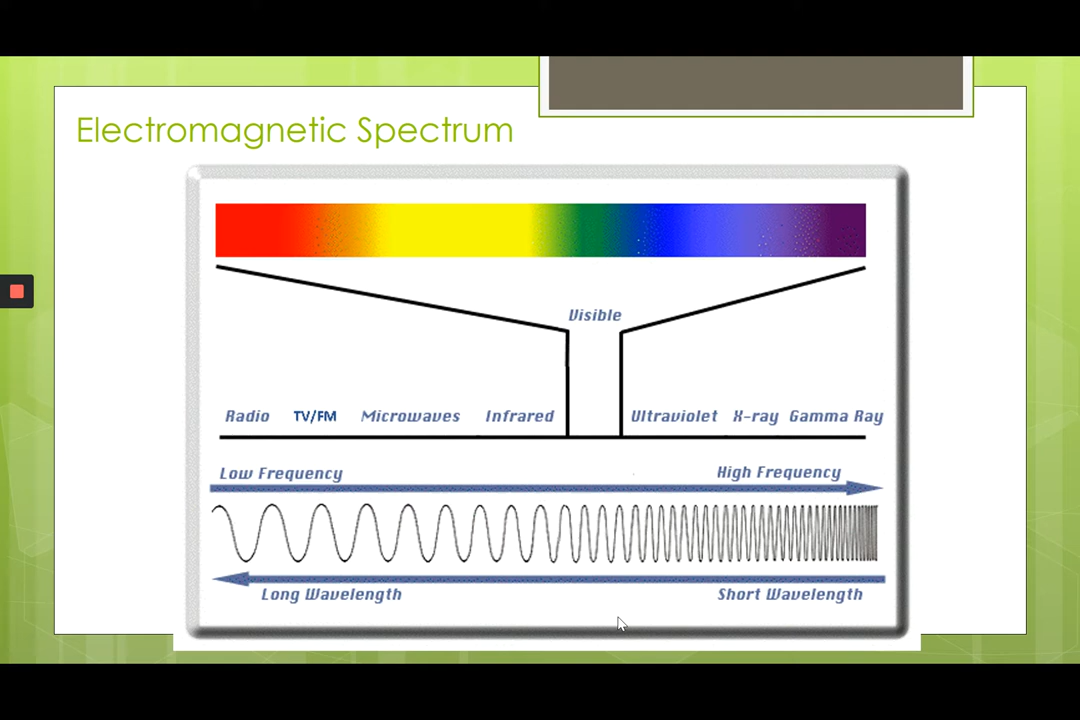 Electromagnetic Spectrum
Visible
Radio TV/FM Microwaves Infrared Ultraviolet X-ray Gamma Ray
Low Frequency High Frequency
Long Wavelength Short Wavelength